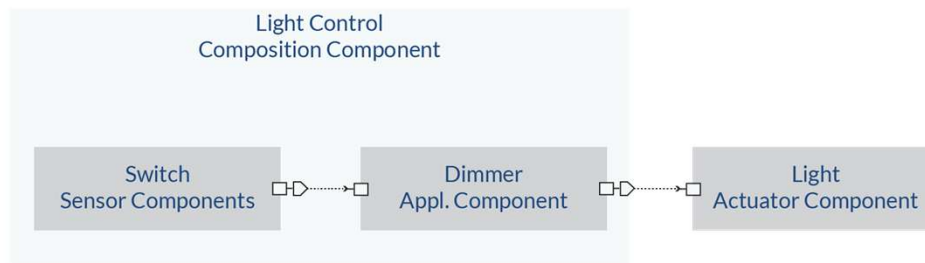 Light Control
Composition Component
Switch
Sensor Components
Dimmer
Appl. Component
Light
Actuator Component